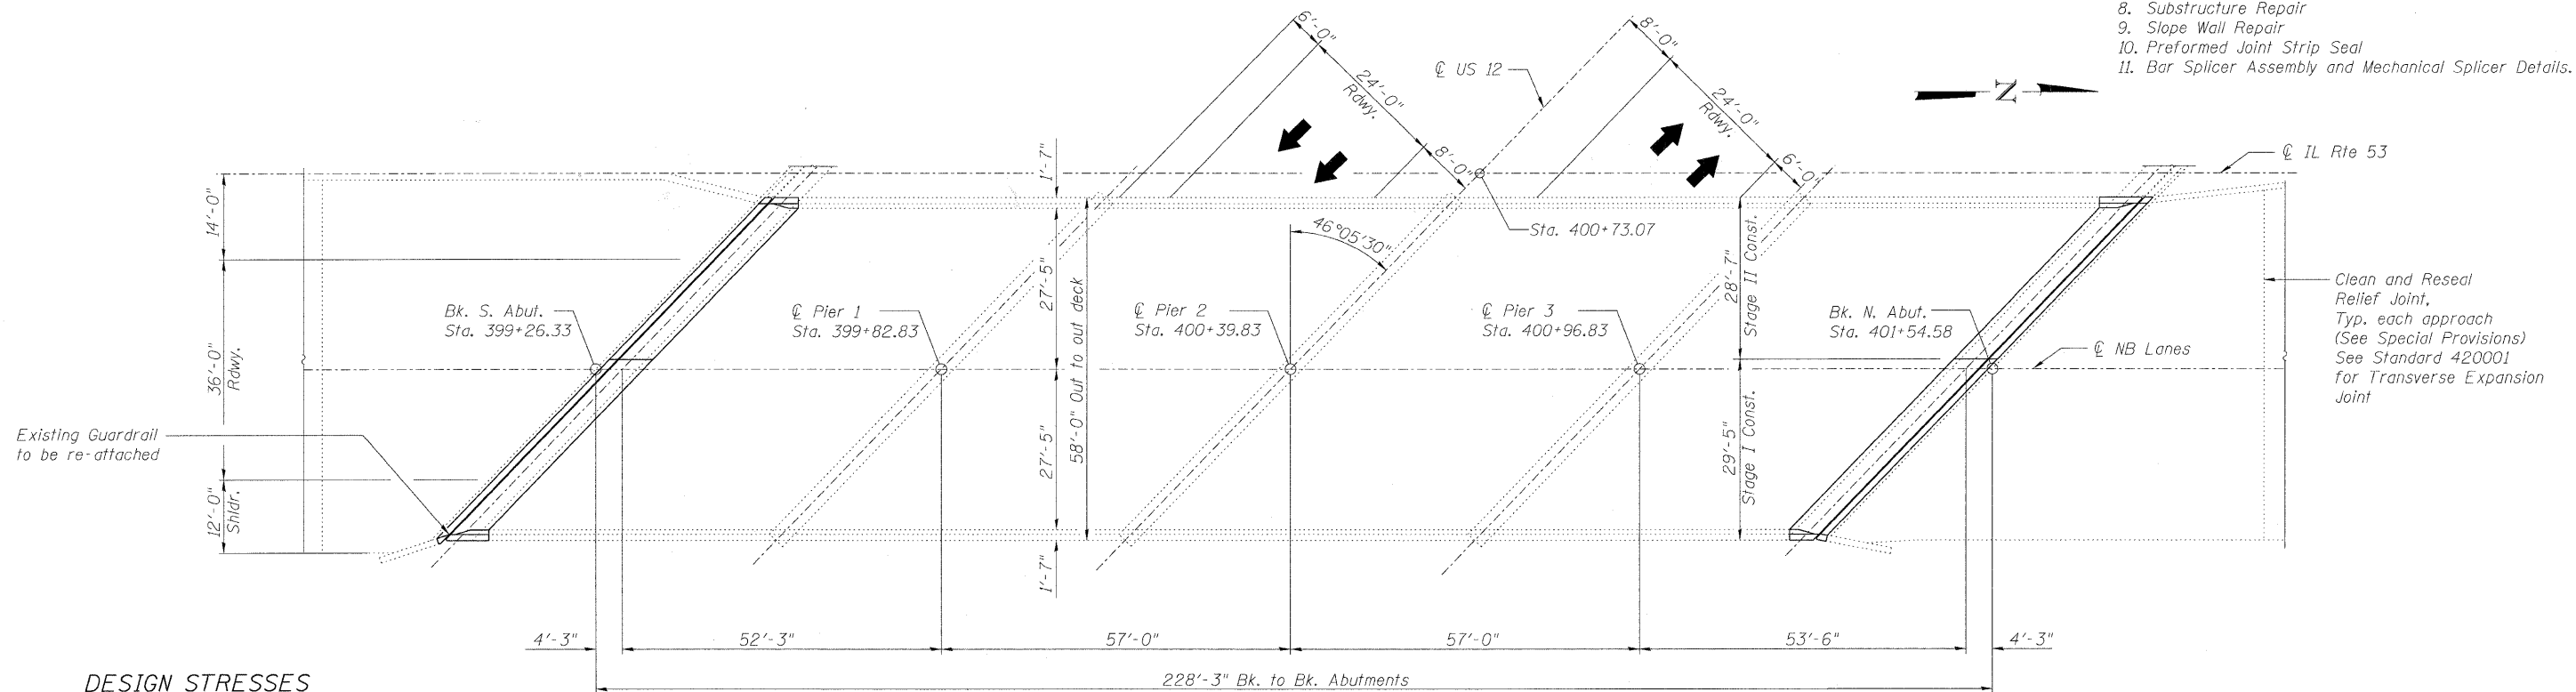 8. Substructure Repair
9. Slope Wall Repair
10. Preformed Joint Strip Seal
11. Bar Splicer Assembly and Mechanical Splicer Details.
6'-0"
24'-0"
Rdwy.
8'-0"
℄ US 12
8'-0"
24'-0"
Rdwy.
6'-0"
N
℄ IL Rte 53
14'-0"
36'-0"
Rdwy.
12'-0"
Shldr.
1'-7"
27'-5"
58'-0" Out to out deck
27'-5"
1'-7"
46°05'30"
Sta. 400+73.07
28'-7"
Stage II Const.
29'-5"
Stage I Const.
Bk. S. Abut.
Sta. 399+26.33
℄ Pier 1
Sta. 399+82.83
℄ Pier 2
Sta. 400+39.83
℄ Pier 3
Sta. 400+96.83
Bk. N. Abut.
Sta. 401+54.58
℄ NB Lanes
Clean and Reseal
Relief Joint,
Typ. each approach
(See Special Provisions)
See Standard 420001
for Transverse Expansion
Joint
Existing Guardrail
to be re-attached
4'-3"
52'-3"
57'-0"
57'-0"
53'-6"
4'-3"
228'-3" Bk. to Bk. Abutments
DESIGN STRESSES